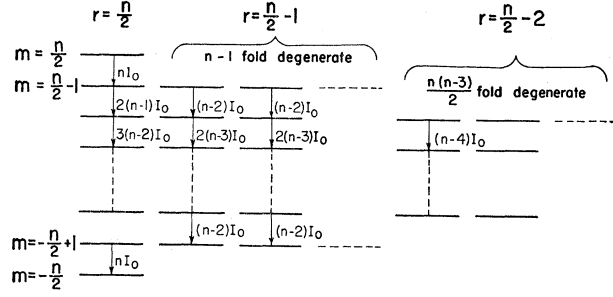 r = n/2   r = n/2 - 1   r = n/2 - 2
n - 1 fold degenerate
n(n-3)/2 fold degenerate
m = n/2
nI₀
m = n/2 - 1
2(n-1)I₀   (n-2)I₀   (n-2)I₀
3(n-2)I₀   2(n-3)I₀   2(n-3)I₀   (n-4)I₀
(n-2)I₀   (n-2)I₀
m = -n/2 + 1
nI₀
m = -n/2